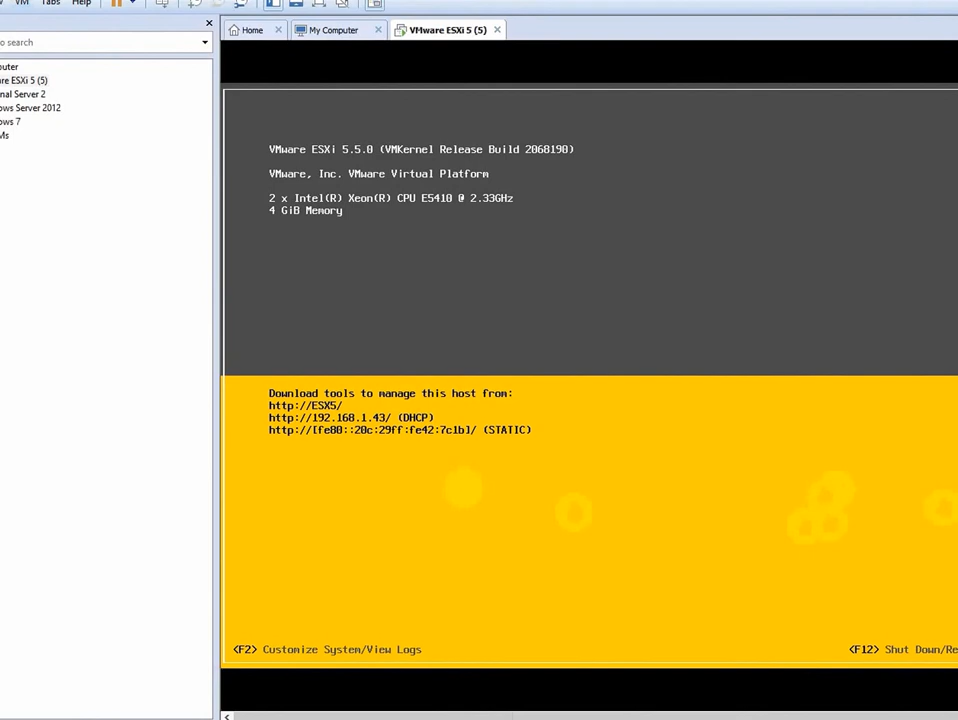 VM Tabs Help
o search
Home My Computer VMware ESXi 5 (5)
outer
re ESXi 5 (5)
nal Server 2
ows Server 2012
ows 7
Ms
VMware ESXi 5.5.0 (VMKernel Release Build 2068190)
VMware, Inc. VMware Virtual Platform
2 x Intel(R) Xeon(R) CPU E5410 @ 2.33GHz
4 GiB Memory
Download tools to manage this host from:
http://ESX5/
http://192.168.1.43/ (DHCP)
http://[fe80::20c:29ff:fe42:7c1b]/ (STATIC)
<F2> Customize System/View Logs <F12> Shut Down/Re